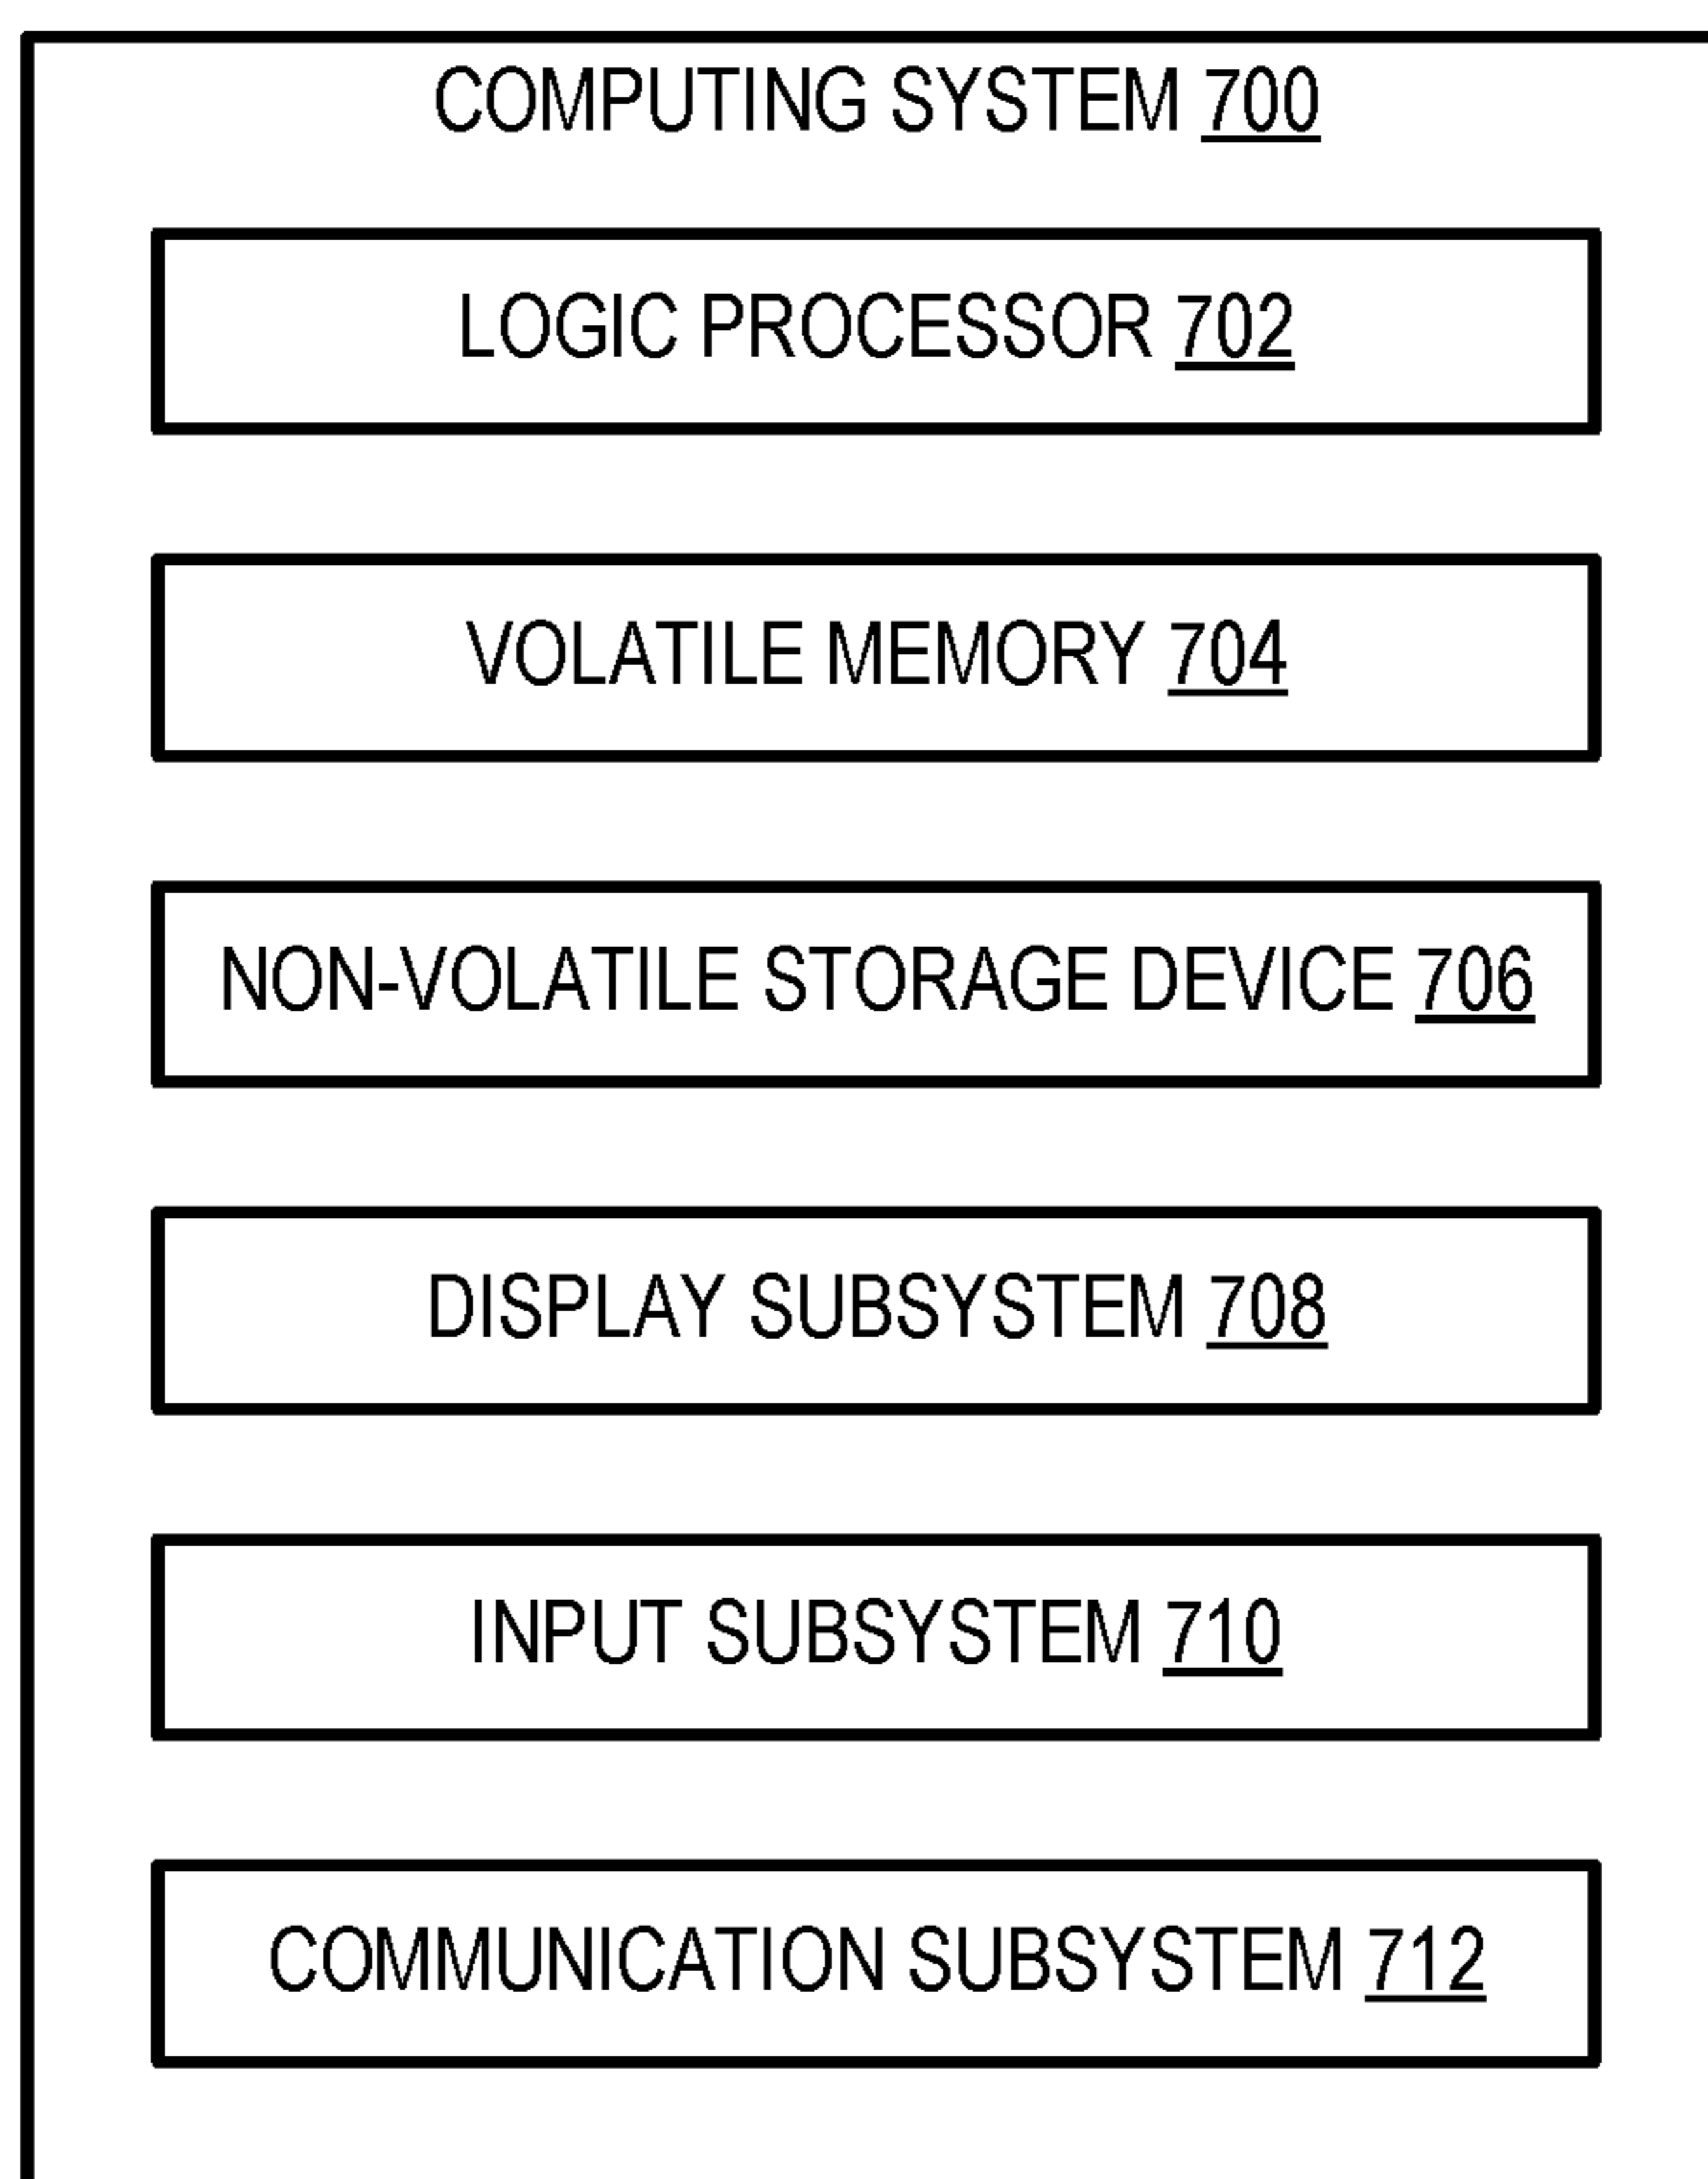 COMPUTING SYSTEM 700
LOGIC PROCESSOR 702
VOLATILE MEMORY 704
NON-VOLATILE STORAGE DEVICE 706
DISPLAY SUBSYSTEM 708
INPUT SUBSYSTEM 710
COMMUNICATION SUBSYSTEM 712